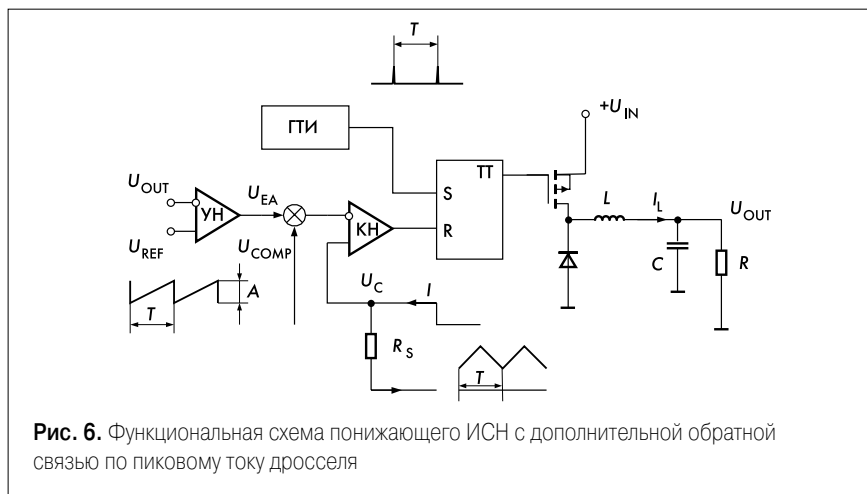 T
+U IN
ГТИ
TT
S
R
U OUT
УН
U EA
КН
U REF
U COMP
L
I L
U OUT
C
R
A
T
U C
I
R S
T
Рис. 6. Функциональная схема понижающего ИСН с дополнительной обратной
связью по пиковому току дросселя